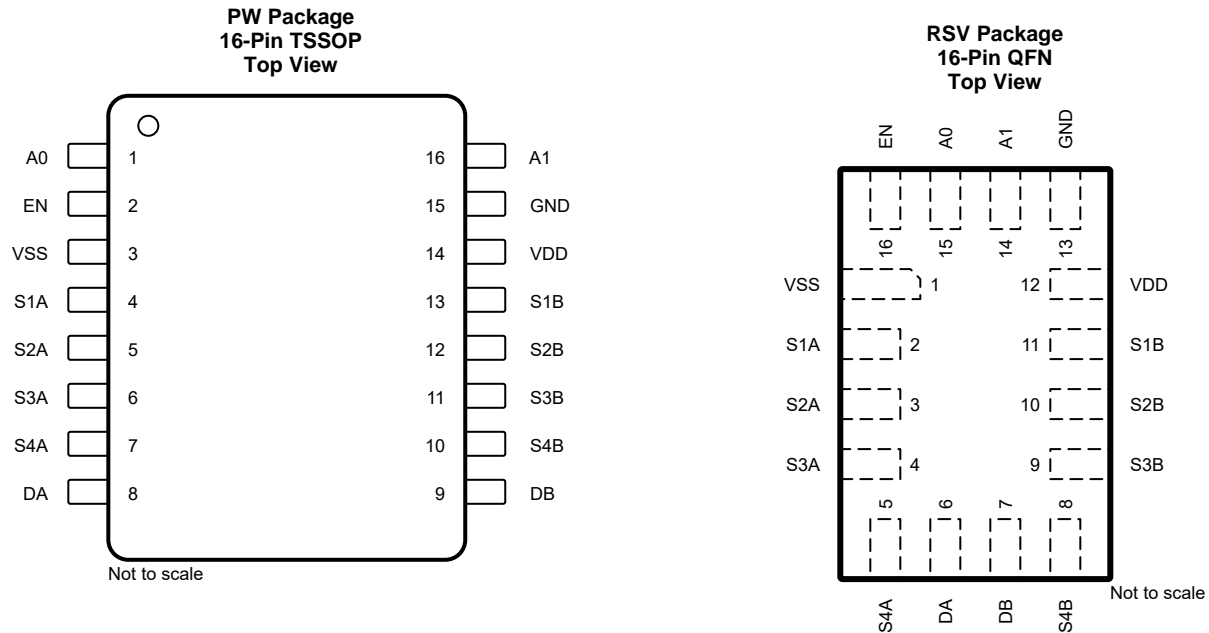 PW Package
16-Pin TSSOP
Top View
A0 1 16 A1
EN 2 15 GND
VSS 3 14 VDD
S1A 4 13 S1B
S2A 5 12 S2B
S3A 6 11 S3B
S4A 7 10 S4B
DA 8 9 DB
Not to scale
RSV Package
16-Pin QFN
Top View
EN A0 A1 GND
16 15 14 13
VSS 1 12 VDD
S1A 2 11 S1B
S2A 3 10 S2B
S3A 4 9 S3B
5 6 7 8
S4A DA DB S4B
Not to scale